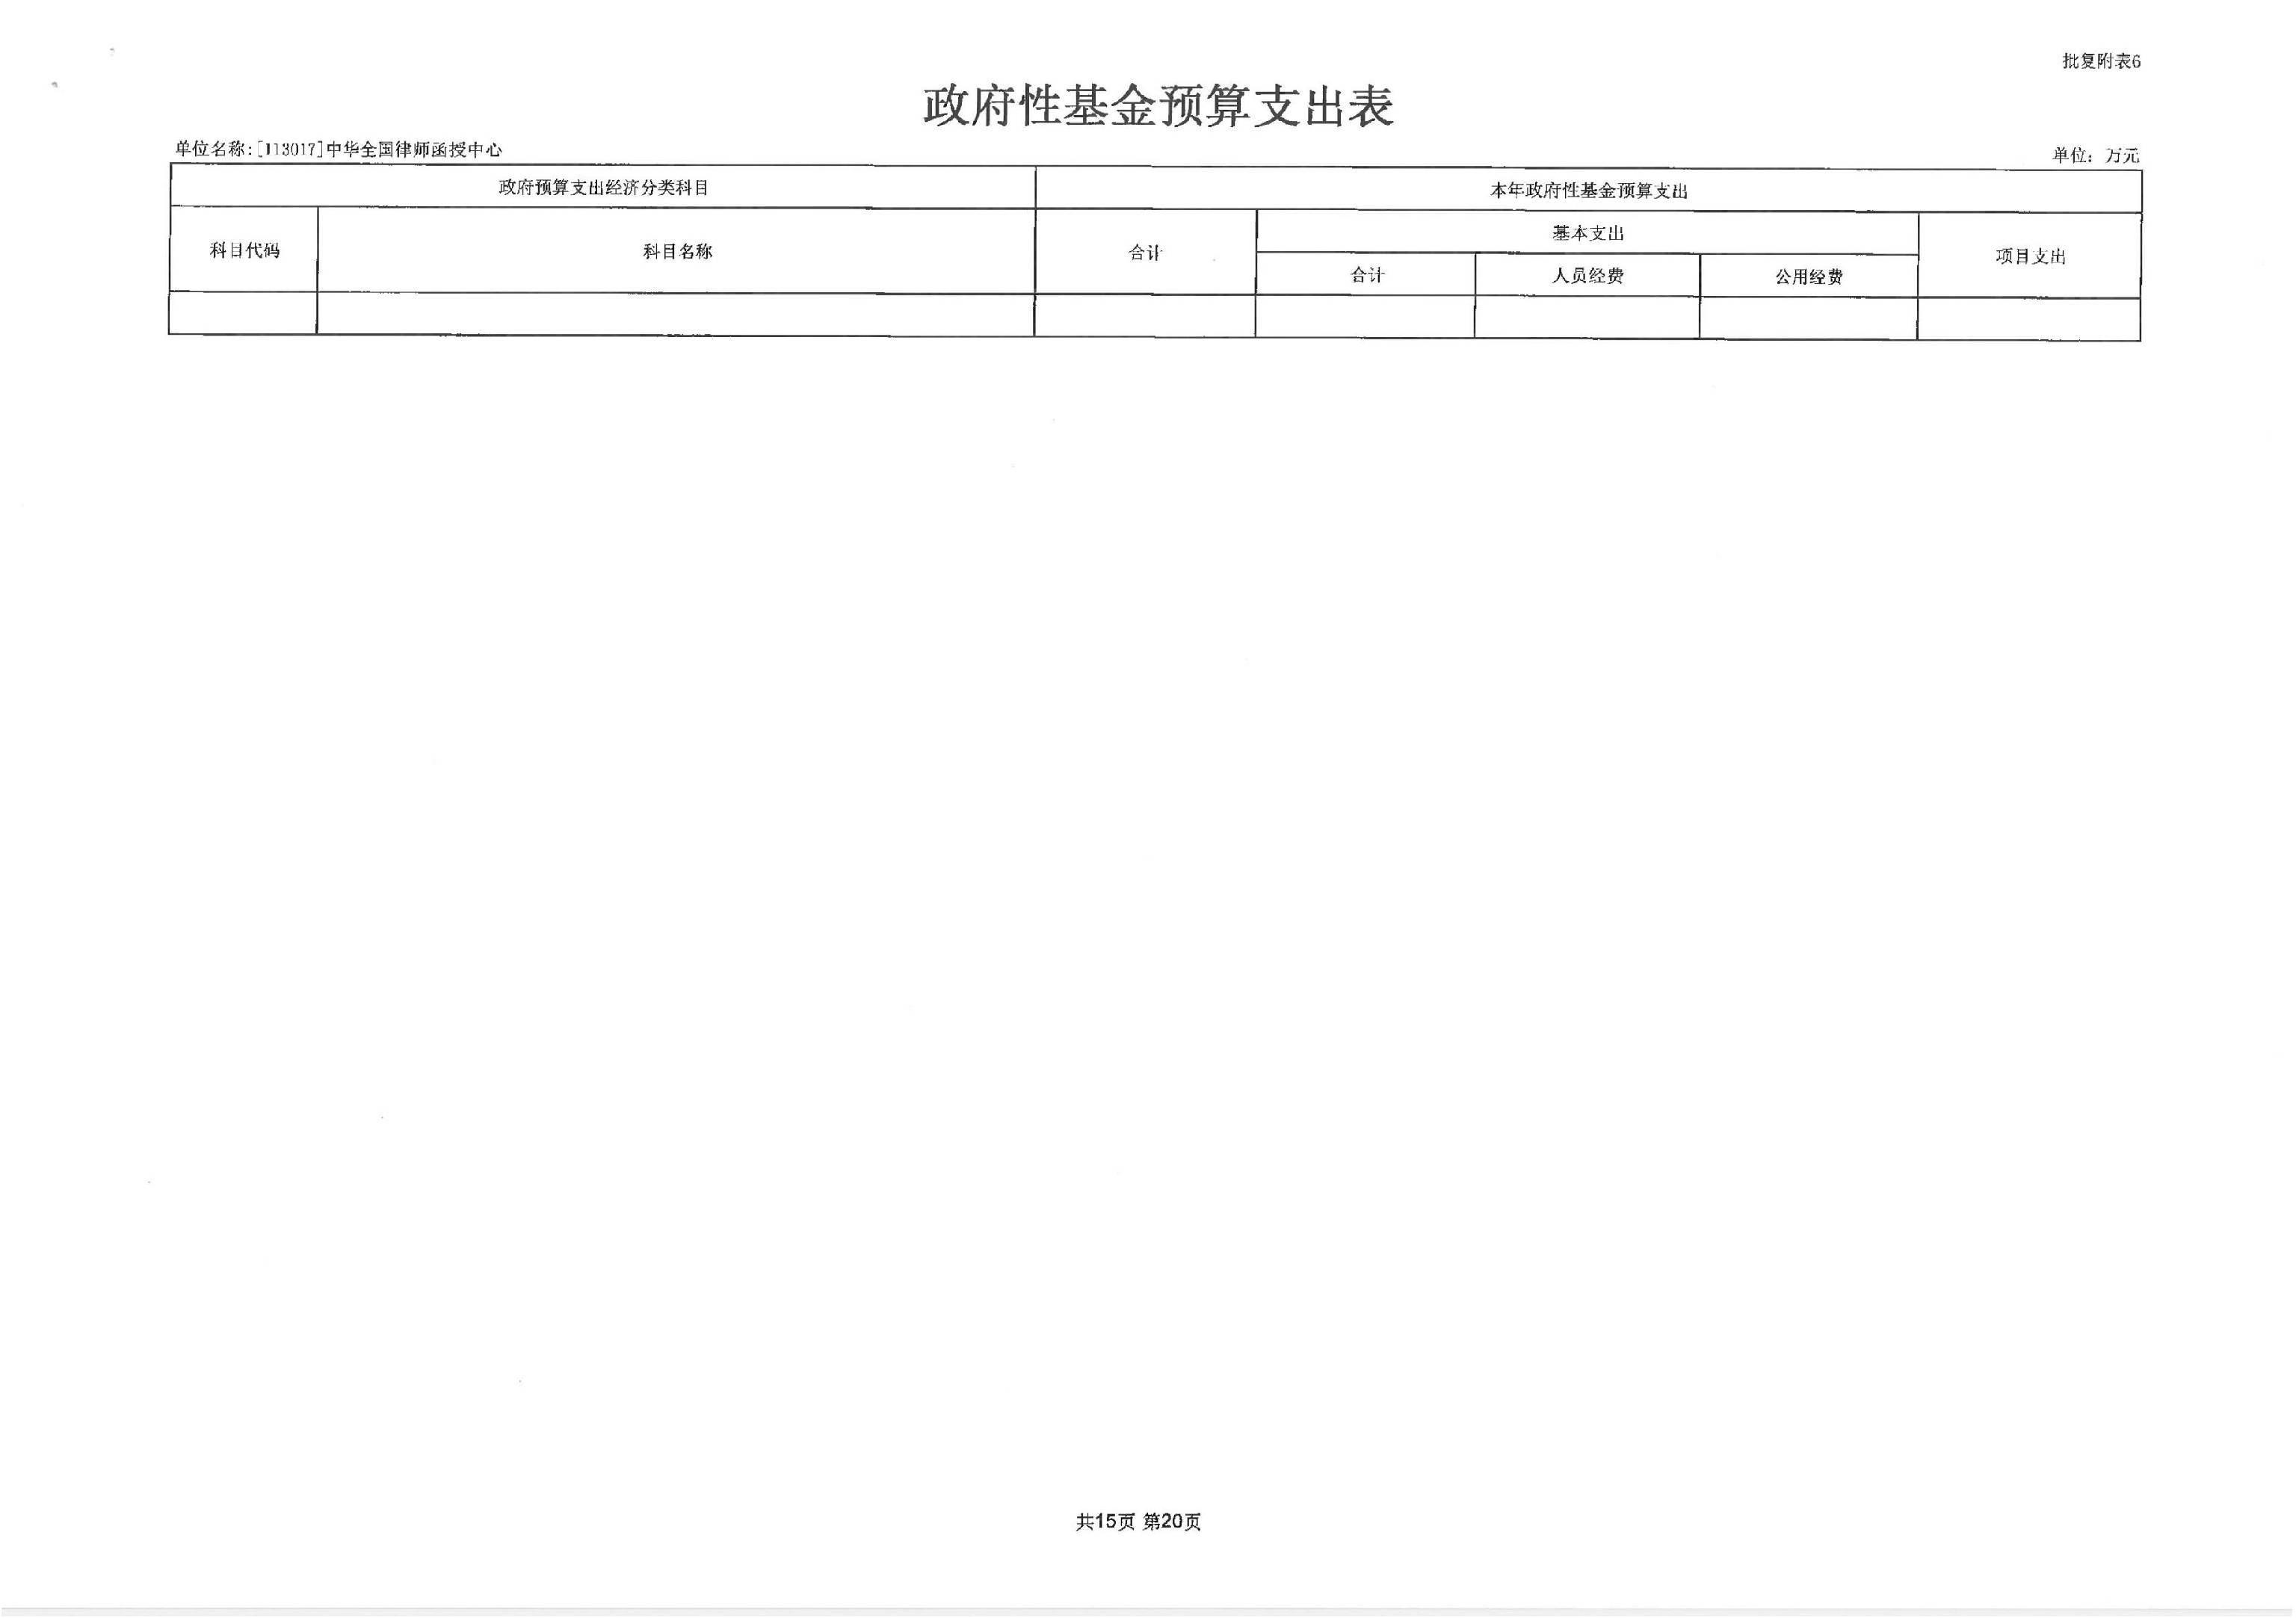 批复附表6
政府性基金预算支出表
单位名称:[113017]中华全国律师函授中心
单位：万元
政府预算支出经济分类科目
本年政府性基金预算支出
科目代码
科目名称
合计
基本支出
项目支出
合计
人员经费
公用经费
共15页 第20页